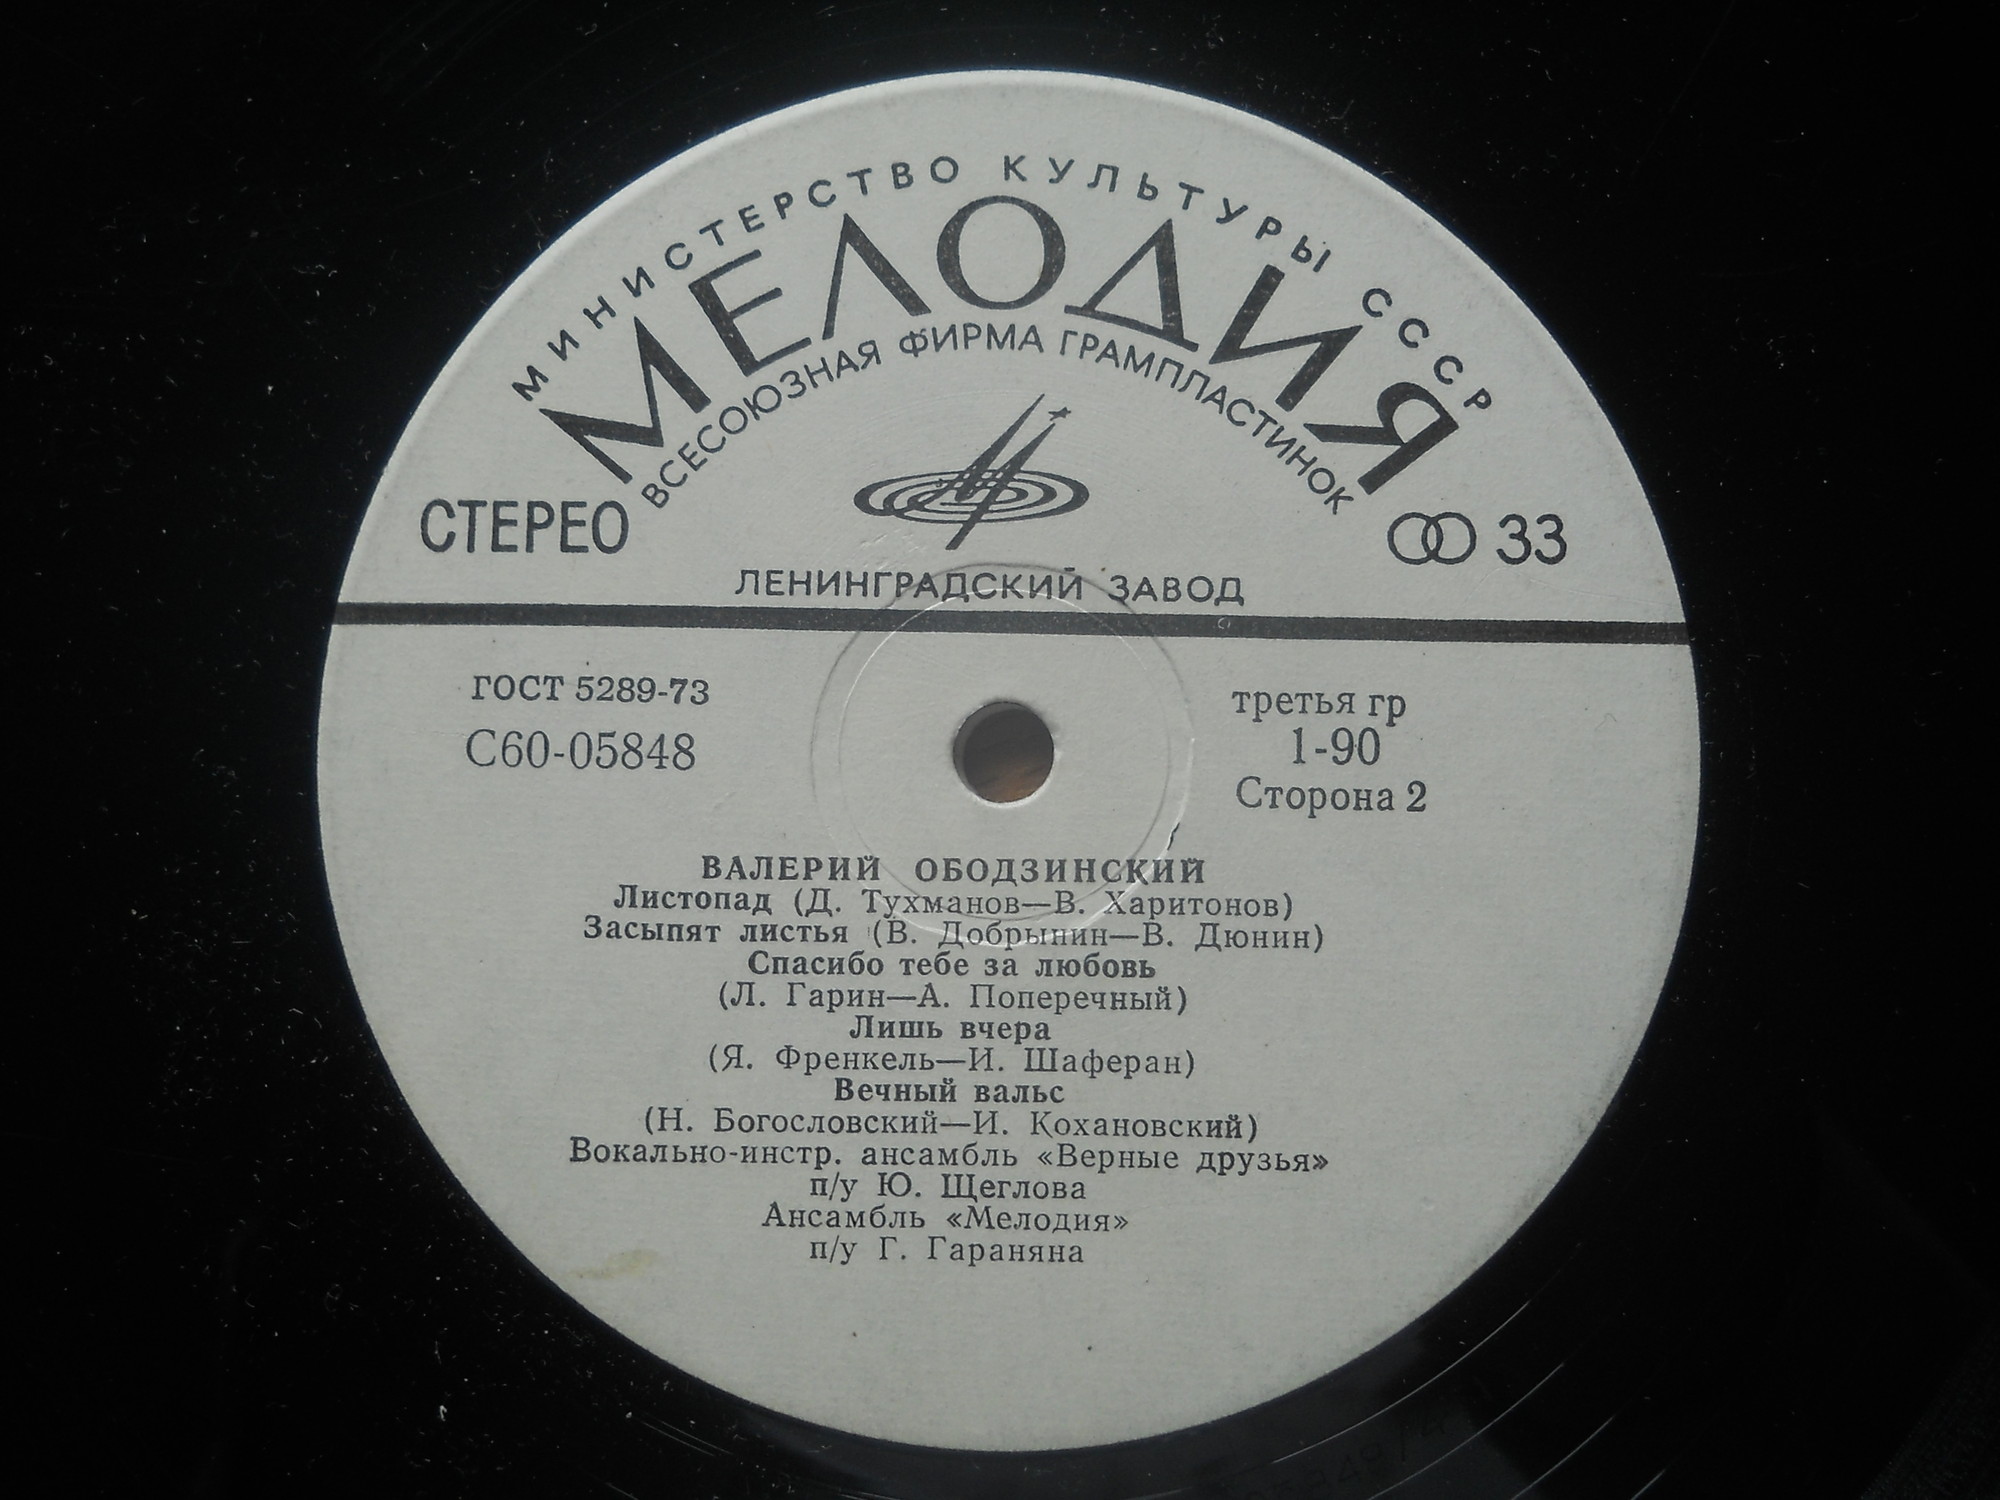 МИНИСТЕРСТВО КУЛЬТУРЫ СССР
МЕЛОДИЯ
ВСЕСОЮЗНАЯ ФИРМА ГРАМПЛАСТИНОК
СТЕРЕО
33
ЛЕНИНГРАДСКИЙ ЗАВОД
ГОСТ 5289-73
С60-05848
третья гр
1-90
Сторона 2
ВАЛЕРИЙ ОБОДЗИНСКИЙ
Листопад (Д. Тухманов—В. Харитонов)
Засыпят листья (В. Добрынин—В. Дюнин)
Спасибо тебе за любовь
(Л. Гарин—А. Поперечный)
Лишь вчера
(Я. Френкель—И. Шаферан)
Вечный вальс
(Н. Богословский—И. Кохановский)
Вокально-инстр. ансамбль «Верные друзья»
п/у Ю. Щеглова
Ансамбль «Мелодия»
п/у Г. Гараняна